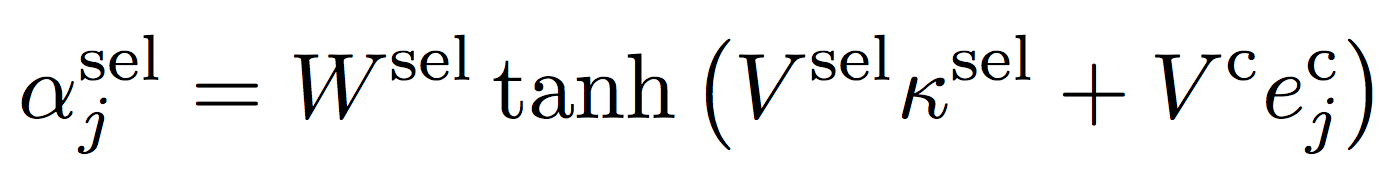 α_j^sel = W^sel tanh (V^sel κ^sel + V^c e_j^c)